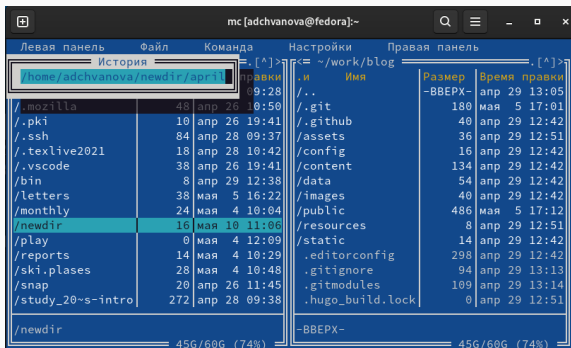 mc [adchvanova@fedora]:~
Левая панель Файл Команда Настройки Правая панель
История .[^]> <= ~/work/blog .[^]>
/home/adchvanova/newdir/april правки .и Имя Размер Время правки
09:28 /.. -ВВЕРХ- апр 29 13:05
/.mozilla 48 апр 26 10:50 /.git 180 мая 5 17:01
/.pki 10 апр 26 19:41 /.github 40 апр 29 12:42
/.ssh 84 апр 28 09:37 /assets 36 апр 29 12:51
/.texlive2021 18 апр 28 10:42 /config 16 апр 29 12:42
/.vscode 38 апр 26 19:41 /content 134 апр 29 12:42
/bin 8 апр 29 12:38 /data 54 апр 29 12:42
/letters 38 мая 5 16:22 /images 40 апр 29 12:42
/monthly 24 мая 4 10:04 /public 486 мая 5 17:12
/newdir 16 мая 10 11:06 /resources 8 апр 29 12:51
/play 0 мая 4 12:09 /static 14 апр 29 12:42
/reports 14 мая 4 10:29 .editorconfig 298 апр 29 12:42
/ski.plases 28 мая 4 10:48 .gitignore 94 апр 29 13:13
/snap 20 апр 26 11:45 .gitmodules 109 апр 29 13:14
/study_20~s-intro 272 апр 28 09:38 .hugo_build.lock 0 апр 29 12:51
/newdir -ВВЕРХ-
45G/60G (74%) 45G/60G (74%)